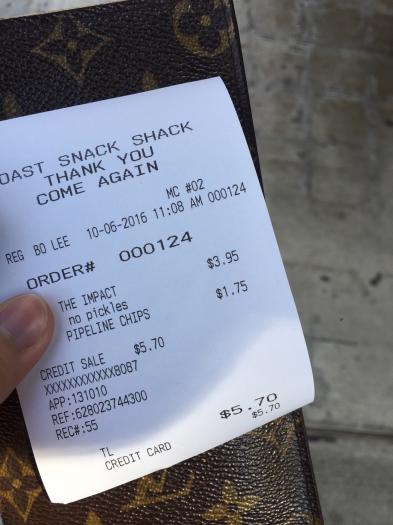 OAST SNACK SHACK
THANK YOU
COME AGAIN
MC #02
REG BO LEE 10-06-2016 11:08 AM 000124
ORDER# 000124
THE IMPACT $3.95
no pickles
PIPELINE CHIPS $1.75
CREDIT SALE $5.70
XXXXXXXXXXXX8087
APP:131010
REF:628023744300
REC#:55
TL $5.70
CREDIT CARD $5.70